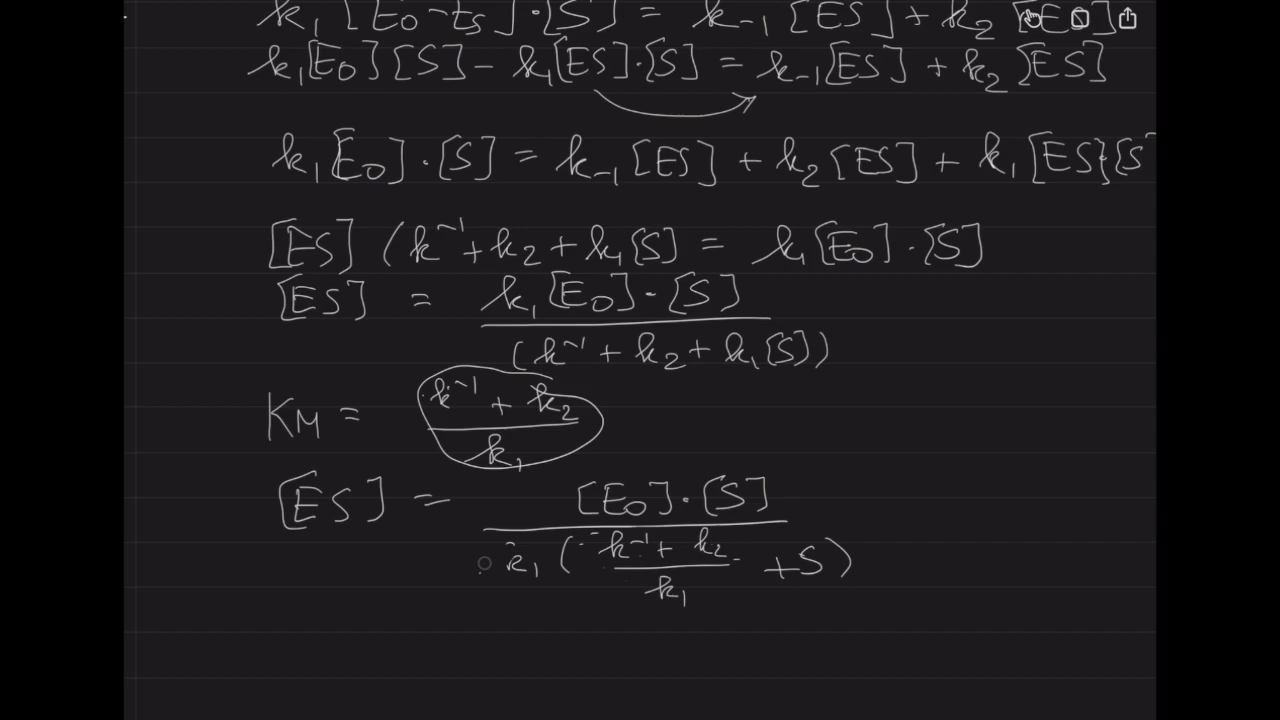 k₁[E₀-ES]·[S] = k₋₁[ES] + k₂[ES]
k₁[E₀][S] - k₁[ES]·[S] = k₋₁[ES] + k₂[ES]
k₁[E₀]·[S] = k₋₁[ES] + k₂[ES] + k₁[ES][S
[ES] (k⁻¹+k₂+k₁[S] = k₁[E₀]·[S]
[ES] = k₁[E₀]·[S] / (k⁻¹ + k₂ + k₁[S])
KM = k⁻¹ + k₂ / k₁
[ES] = [E₀]·[S] / k₁ (k⁻¹ + k₂ / k₁ + S)